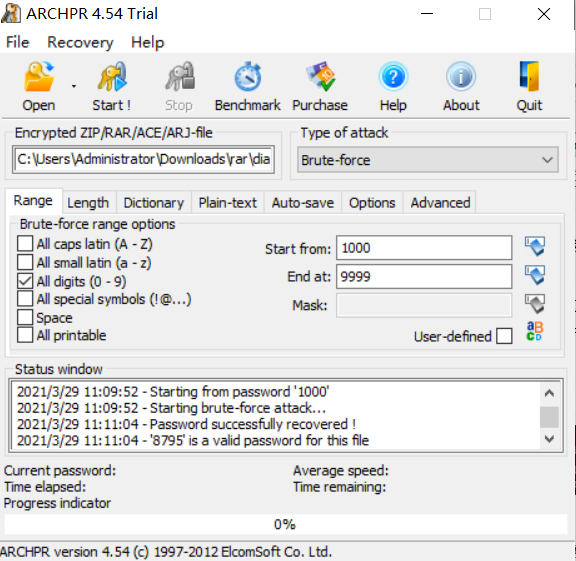 ARCHPR 4.54 Trial
File Recovery Help
Open Start ! Stop Benchmark Purchase Help About Quit
Encrypted ZIP/RAR/ACE/ARJ-file
C:\Users\Administrator\Downloads\rar\dia
Type of attack
Brute-force
Range Length Dictionary Plain-text Auto-save Options Advanced
Brute-force range options
All caps latin (A - Z)
All small latin (a - z)
All digits (0 - 9)
All special symbols (!@...)
Space
All printable
Start from: 1000
End at: 9999
Mask:
User-defined
Status window
2021/3/29 11:09:52 - Starting from password '1000'
2021/3/29 11:09:52 - Starting brute-force attack...
2021/3/29 11:11:04 - Password successfully recovered !
2021/3/29 11:11:04 - '8795' is a valid password for this file
Current password: Average speed:
Time elapsed: Time remaining:
Progress indicator
0%
ARCHPR version 4.54 (c) 1997-2012 ElcomSoft Co. Ltd.